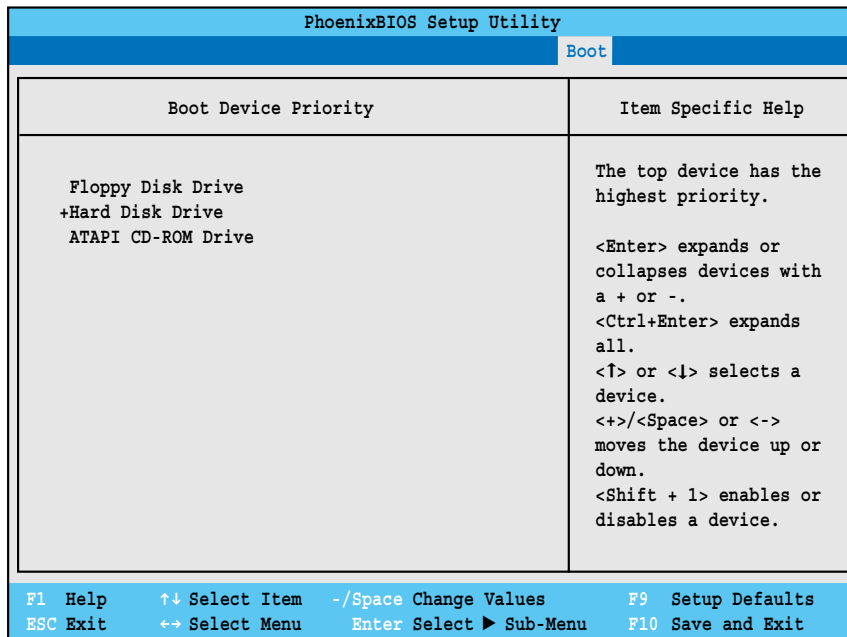 PhoenixBIOS Setup Utility
Boot
Boot Device Priority
Item Specific Help
Floppy Disk Drive
+Hard Disk Drive
ATAPI CD-ROM Drive
The top device has the
highest priority.
<Enter> expands or
collapses devices with
a + or -.
<Ctrl+Enter> expands
all.
<↑> or <↓> selects a
device.
<+>/<Space> or <->
moves the device up or
down.
<Shift + 1> enables or
disables a device.
F1 Help ↑↓ Select Item -/Space Change Values F9 Setup Defaults
ESC Exit ←→ Select Menu Enter Select ▶ Sub-Menu F10 Save and Exit